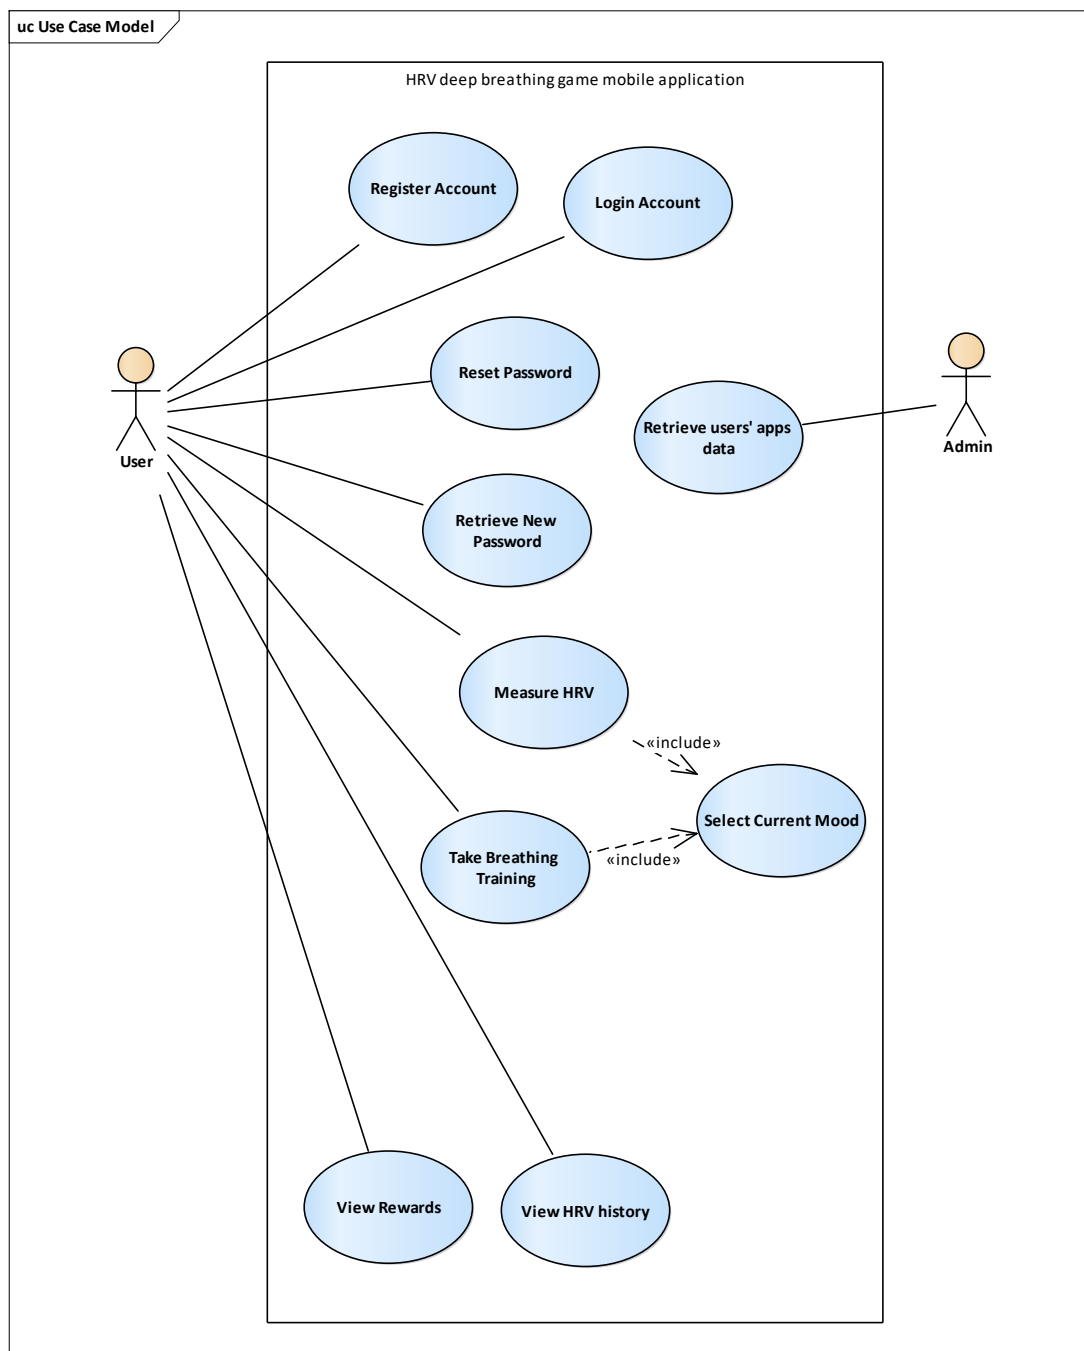 uc Use Case Model
HRV deep breathing game mobile application
Register Account
Login Account
Reset Password
Retrieve users' apps
data
User
Admin
Retrieve New
Password
Measure HRV
«include»
Select Current Mood
Take Breathing
Training
«include»
View Rewards
View HRV history